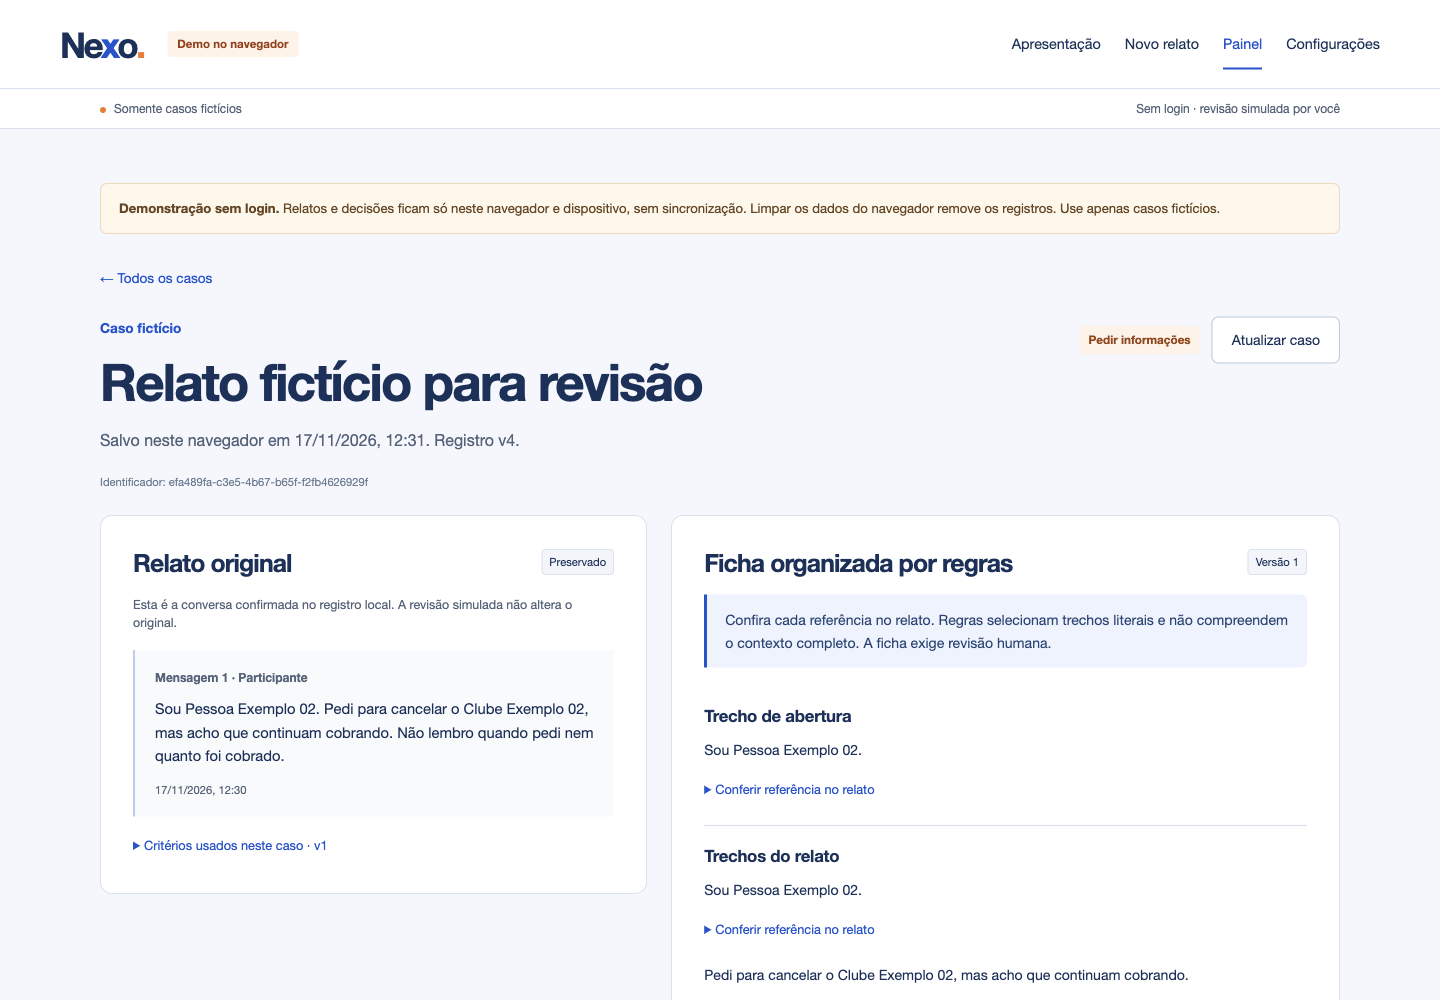 Nexo.
Demo no navegador
Apresentação
Novo relato
Painel
Configurações
Somente casos fictícios
Sem login · revisão simulada por você
Demonstração sem login. Relatos e decisões ficam só neste navegador e dispositivo, sem sincronização. Limpar os dados do navegador remove os registros. Use apenas casos fictícios.
← Todos os casos
Caso fictício
Relato fictício para revisão
Pedir informações
Atualizar caso
Salvo neste navegador em 17/11/2026, 12:31. Registro v4.
Identificador: efa489fa-c3e5-4b67-b65f-f2fb4626929f
Relato original
Preservado
Esta é a conversa confirmada no registro local. A revisão simulada não altera o
original.
Mensagem 1 · Participante
Sou Pessoa Exemplo 02. Pedi para cancelar o Clube Exemplo 02,
mas acho que continuam cobrando. Não lembro quando pedi nem
quanto foi cobrado.
17/11/2026, 12:30
Critérios usados neste caso · v1
Ficha organizada por regras
Versão 1
Confira cada referência no relato. Regras selecionam trechos literais e não compreendem
o contexto completo. A ficha exige revisão humana.
Trecho de abertura
Sou Pessoa Exemplo 02.
Conferir referência no relato
Trechos do relato
Sou Pessoa Exemplo 02.
Conferir referência no relato
Pedi para cancelar o Clube Exemplo 02, mas acho que continuam cobrando.